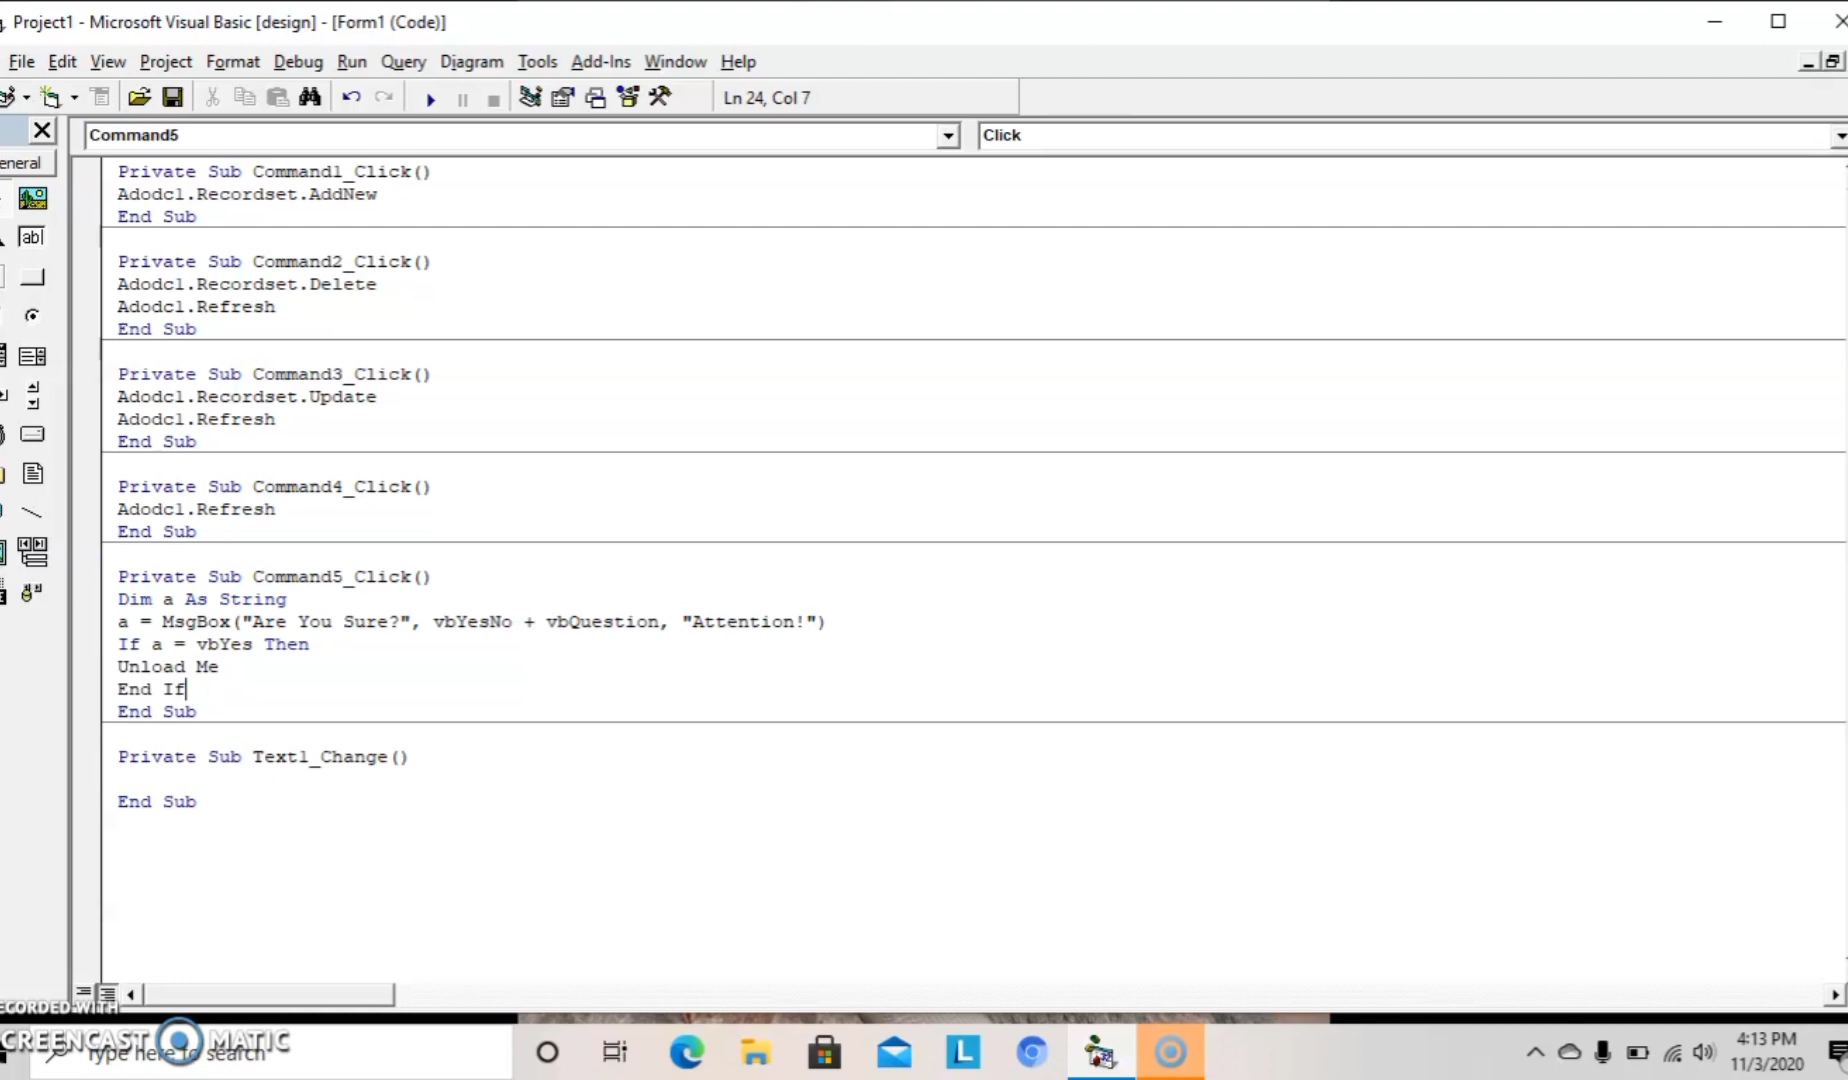 Project1 - Microsoft Visual Basic [design] - [Form1 (Code)]
File Edit View Project Format Debug Run Query Diagram Tools Add-Ins Window Help
Ln 24, Col 7
Command5 Click
eneral
Private Sub Command1_Click()
Adodc1.Recordset.AddNew
End Sub
Private Sub Command2_Click()
Adodc1.Recordset.Delete
Adodc1.Refresh
End Sub
Private Sub Command3_Click()
Adodc1.Recordset.Update
Adodc1.Refresh
End Sub
Private Sub Command4_Click()
Adodc1.Refresh
End Sub
Private Sub Command5_Click()
Dim a As String
a = MsgBox("Are You Sure?", vbYesNo + vbQuestion, "Attention!")
If a = vbYes Then
Unload Me
End If
End Sub
Private Sub Text1_Change()
End Sub
ECORDED WITH
CREENCAST MATIC
Type here to search
4:13 PM
11/3/2020